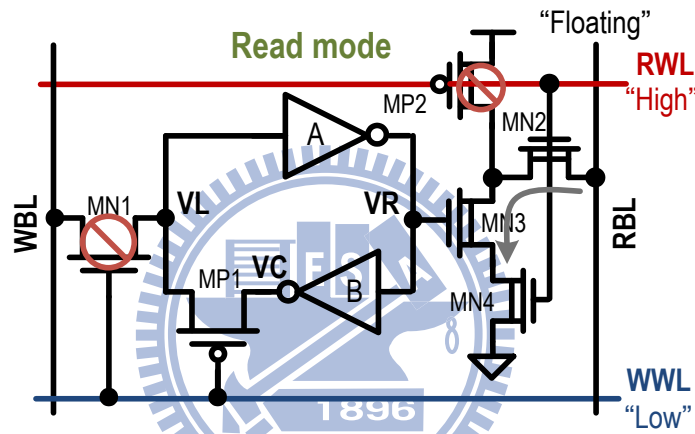 “Floating”
Read mode
RWL
“High”
MP2
MN2
A
WBL
MN1
VL
VR
MN3
RBL
MP1
VC
B
MN4
WWL
“Low”
1896